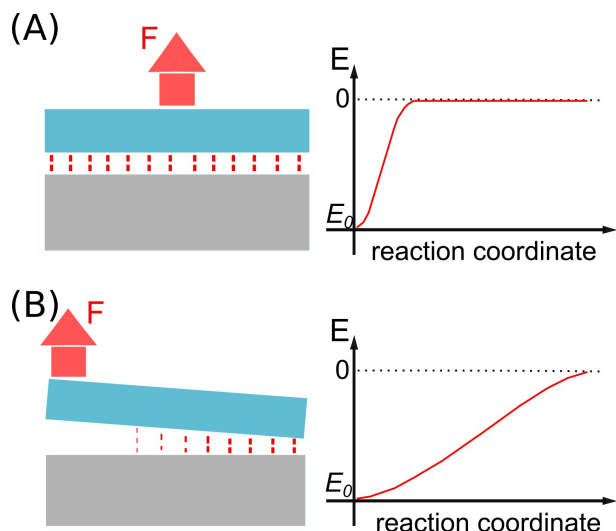 (A)
F
E
0
E₀
reaction coordinate
(B)
F
E
0
E₀
reaction coordinate